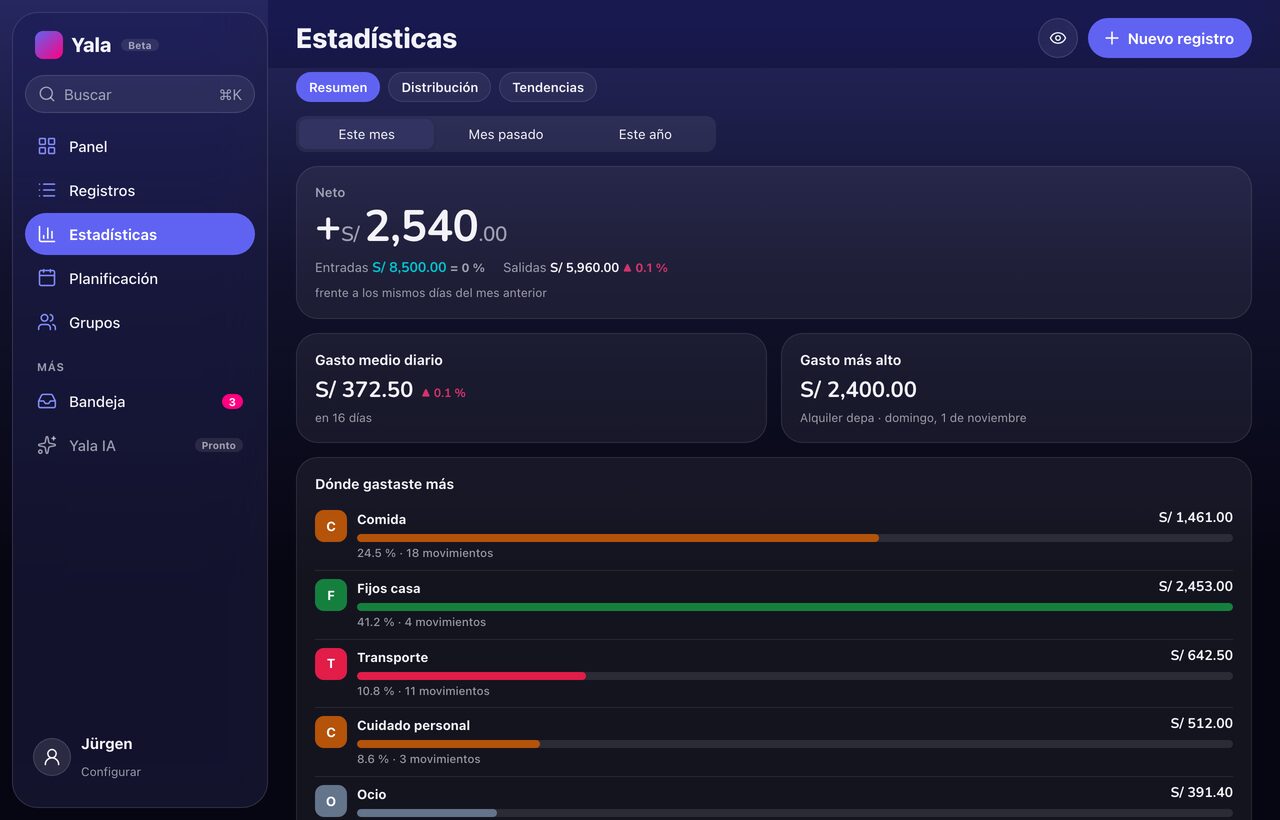 Yala Beta
Buscar ⌘K
Panel
Registros
Estadísticas
Planificación
Grupos
MÁS
Bandeja 3
Yala IA Pronto
Jürgen
Configurar
Estadísticas
+ Nuevo registro
Resumen Distribución Tendencias
Este mes Mes pasado Este año
Neto
+S/ 2,540.00
Entradas S/ 8,500.00 = 0 % Salidas S/ 5,960.00 ▲ 0.1 %
frente a los mismos días del mes anterior
Gasto medio diario
S/ 372.50 ▲ 0.1 %
en 16 días
Gasto más alto
S/ 2,400.00
Alquiler depa · domingo, 1 de noviembre
Dónde gastaste más
C Comida S/ 1,461.00
24.5 % · 18 movimientos
F Fijos casa S/ 2,453.00
41.2 % · 4 movimientos
T Transporte S/ 642.50
10.8 % · 11 movimientos
C Cuidado personal S/ 512.00
8.6 % · 3 movimientos
O Ocio S/ 391.40